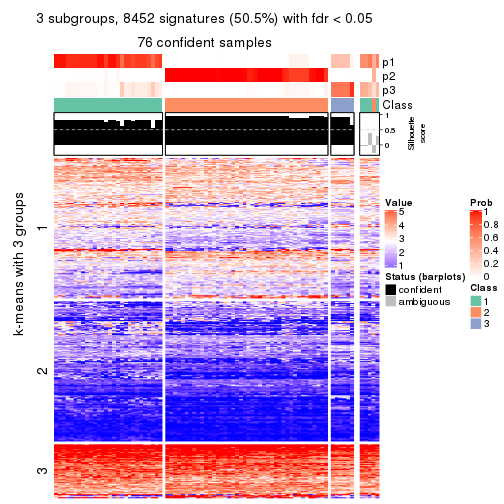 3 subgroups, 8452 signatures (50.5%) with fdr < 0.05
76 confident samples
p1
p2
p3
Class
1
0.5
0
Silhouette
score
k-means with 3 groups
1
2
3
Value
5
4
3
2
1
Status (barplots)
confident
ambiguous
Prob
1
0.8
0.6
0.4
0.2
0
Class
1
2
3